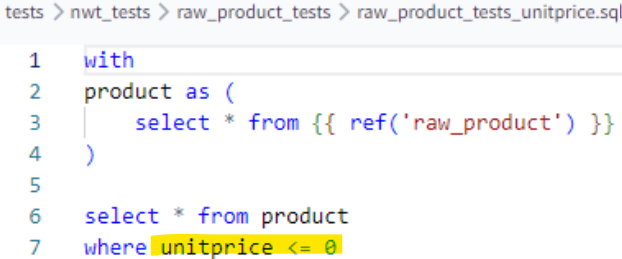 tests > nwt_tests > raw_product_tests > raw_product_tests_unitprice.sql
1 with
2 product as (
3     select * from {{ ref('raw_product') }}
4 )
5
6 select * from product
7 where unitprice <= 0